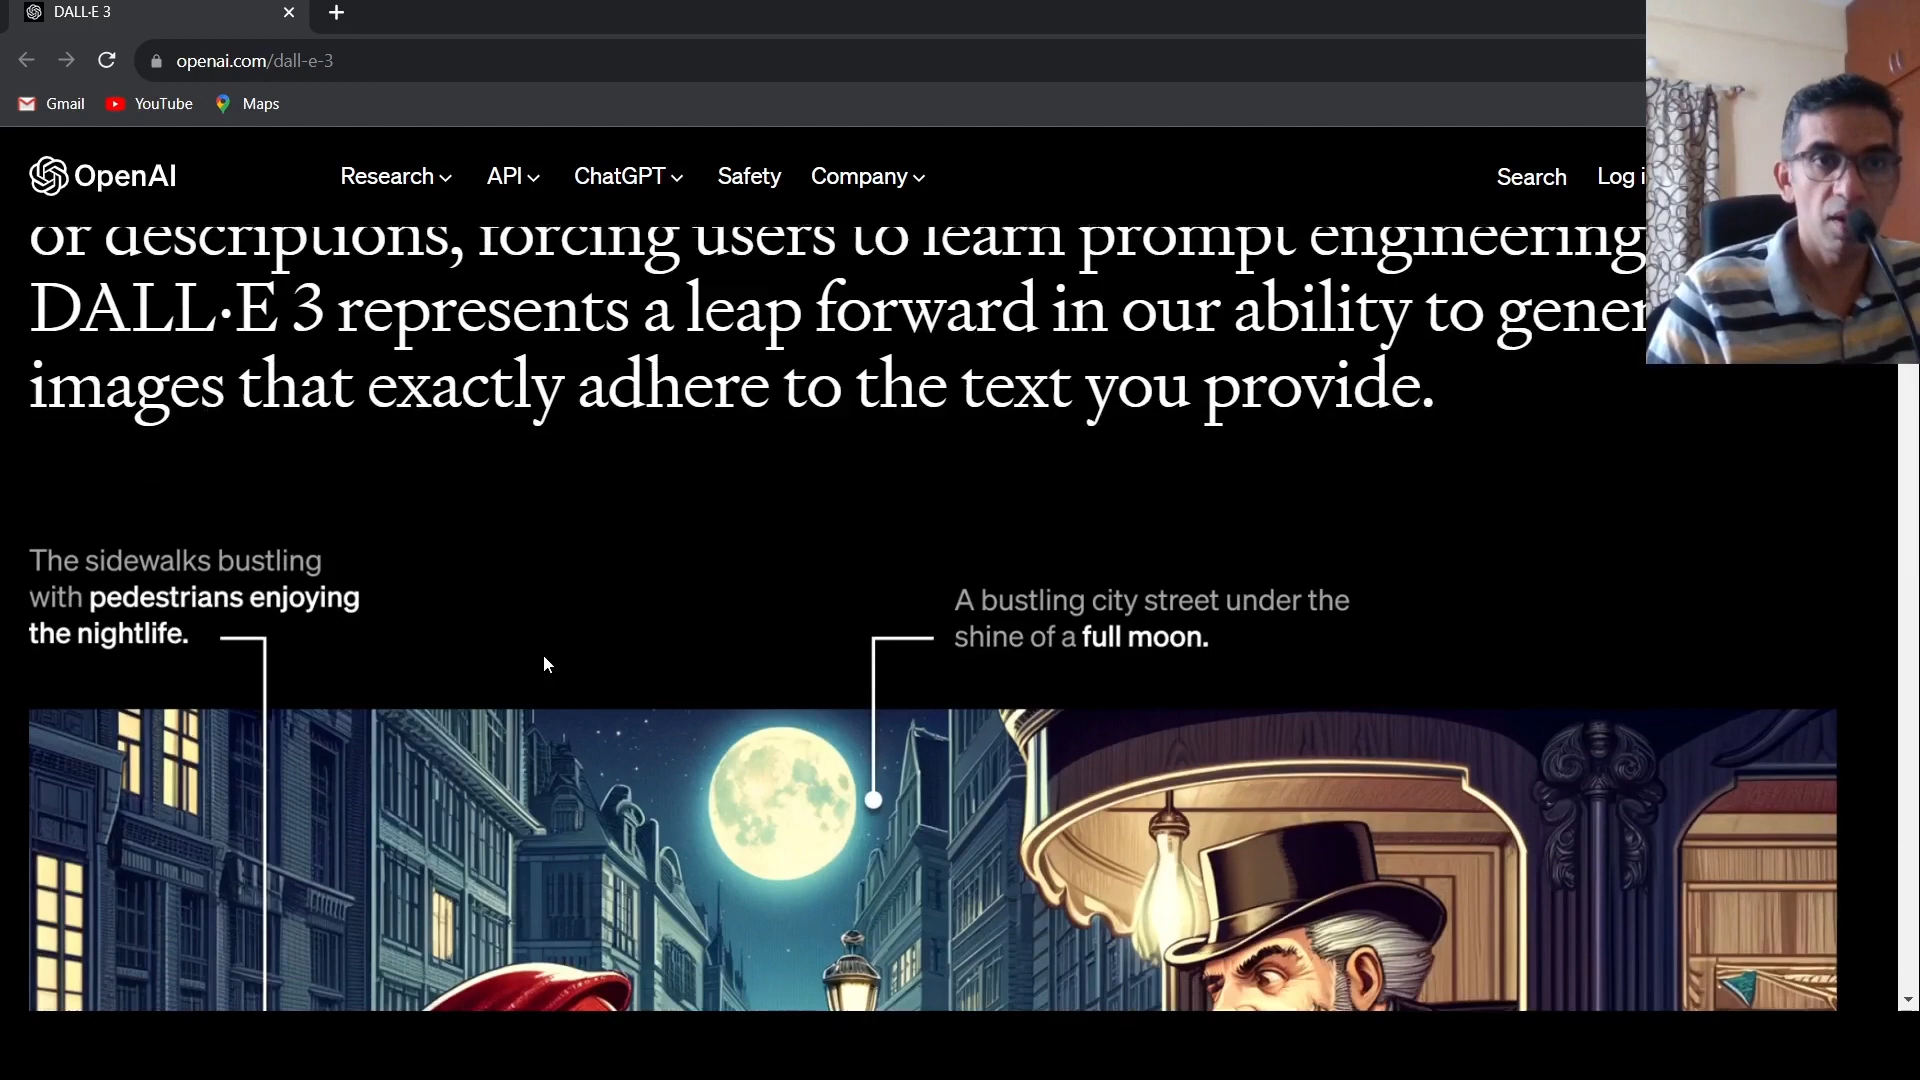 DALL·E 3
openai.com/dall-e-3
Gmail YouTube Maps
OpenAI Research API ChatGPT Safety Company Search Log i
or descriptions, forcing users to learn prompt engineering
DALL·E 3 represents a leap forward in our ability to gener
images that exactly adhere to the text you provide.
The sidewalks bustling
with pedestrians enjoying
the nightlife.
A bustling city street under the
shine of a full moon.